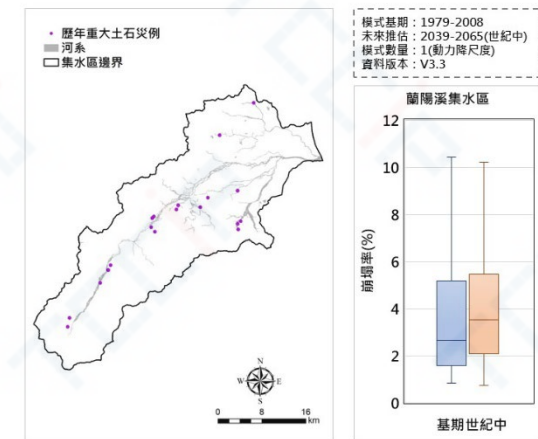 歷年重大土石災例
河系
集水區邊界
N
W
E
S
0 4 8 16
km
模式基期：1979-2008
未來推估：2039-2065(世紀中)
模式數量：1(動力降尺度)
資料版本：V3.3
蘭陽溪集水區
崩塌率(%)
12
10
8
6
4
2
0
基期世紀中